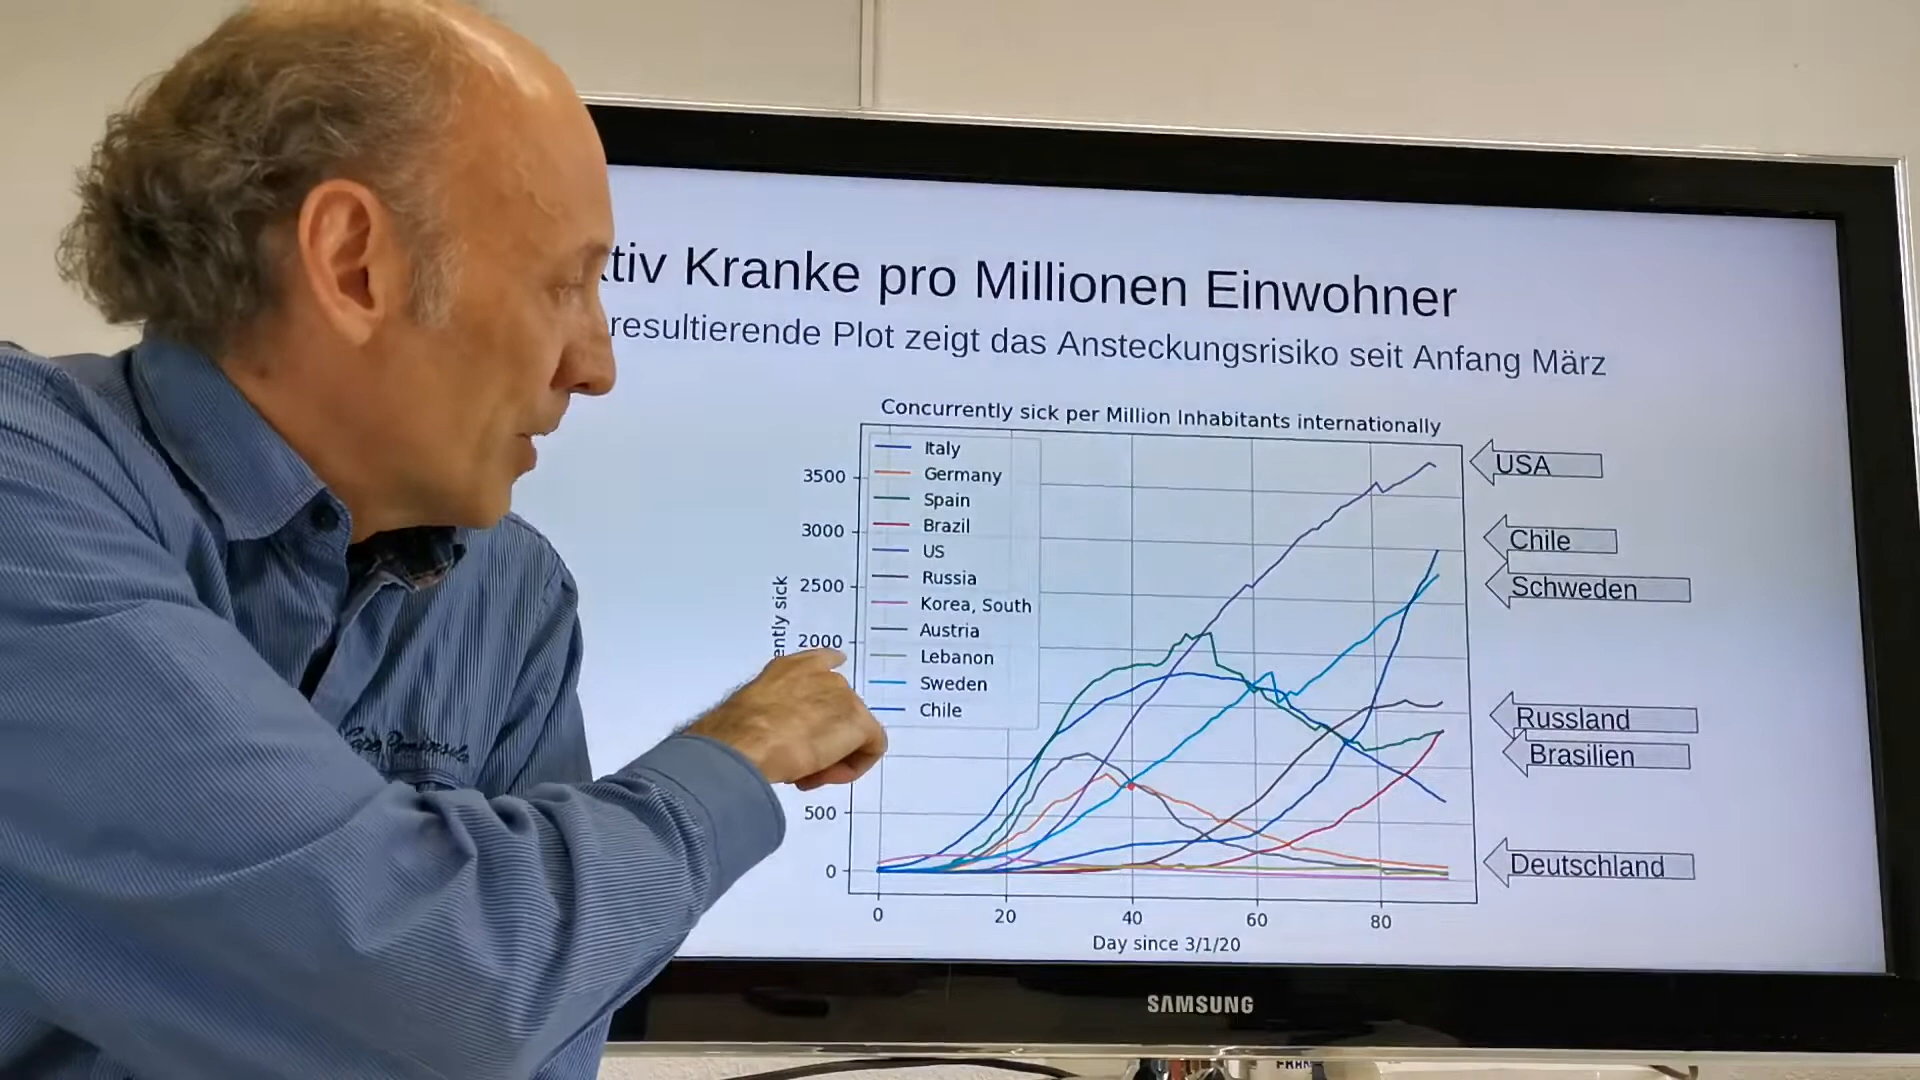 tiv Kranke pro Millionen Einwohner
resultierende Plot zeigt das Ansteckungsrisiko seit Anfang März
Concurrently sick per Million Inhabitants internationally
Italy
Germany
Spain
Brazil
US
Russia
Korea, South
Austria
Lebanon
Sweden
Chile
3500
3000
2500
2000
500
0
ently sick
0 20 40 60 80
Day since 3/1/20
USA
Chile
Schweden
Russland
Brasilien
Deutschland
SAMSUNG